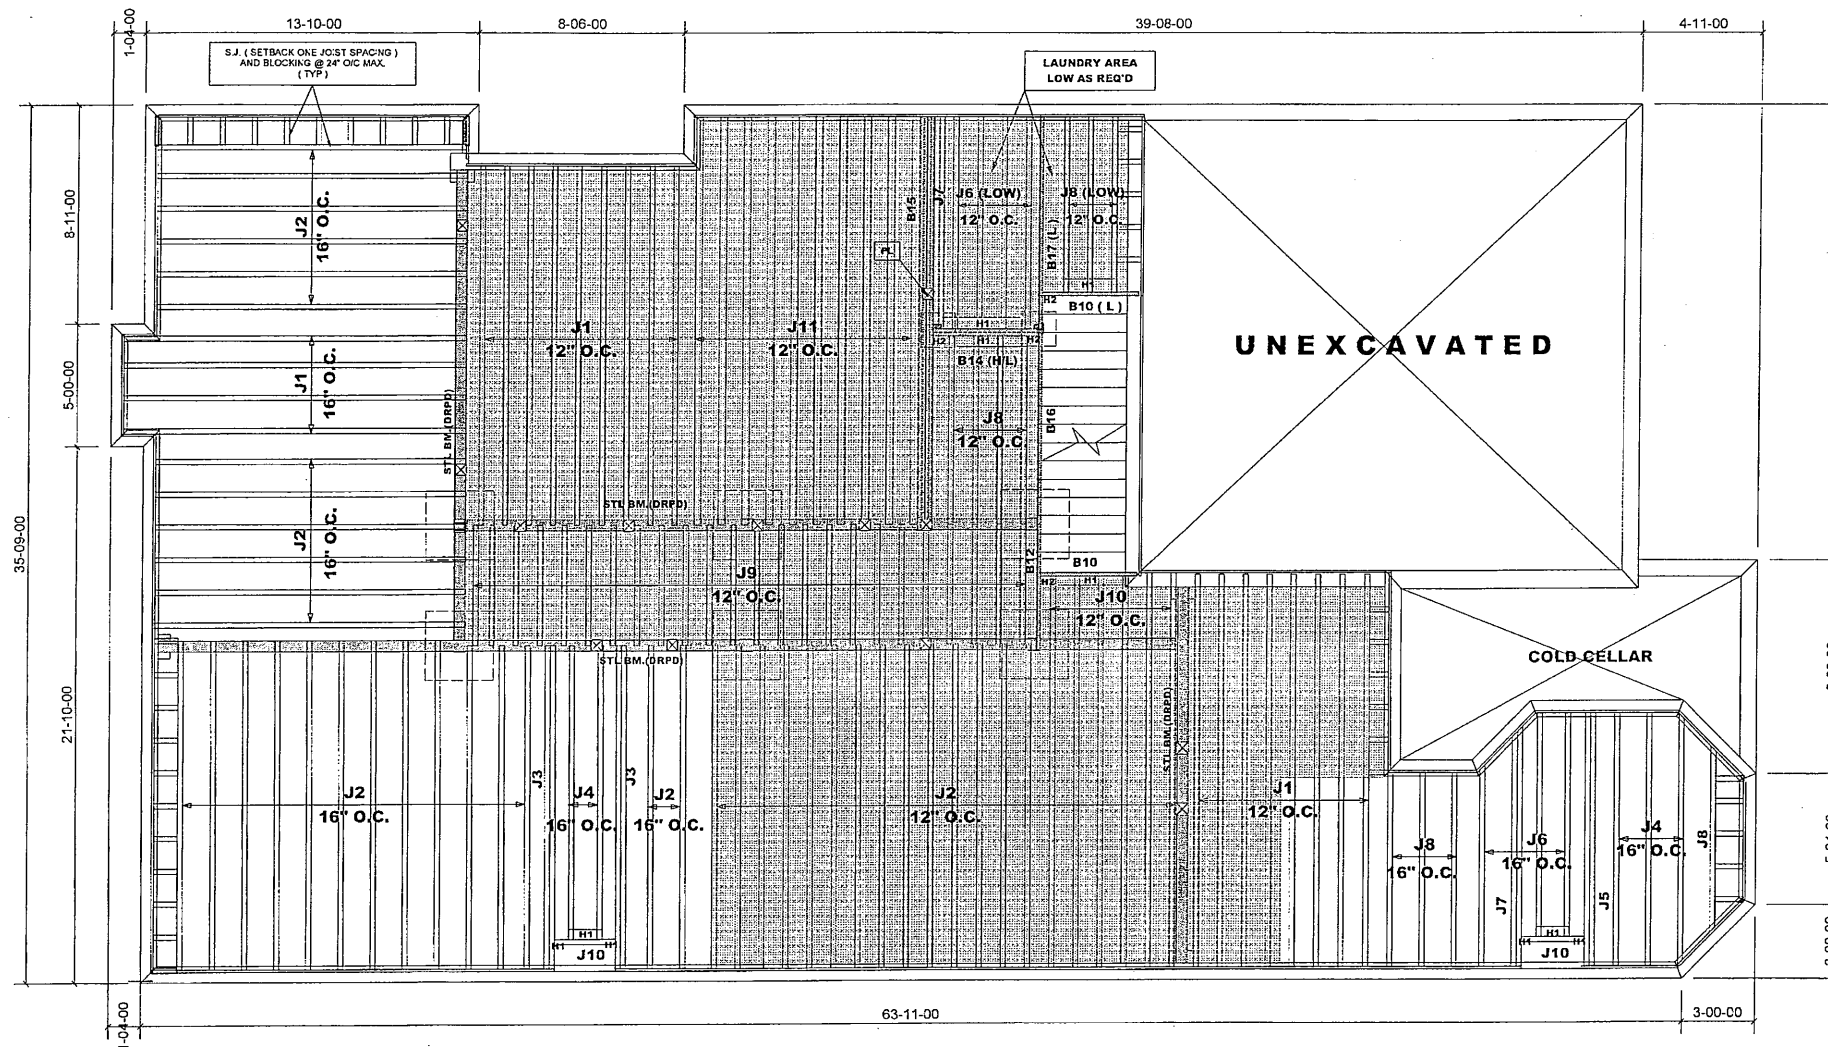 13-10-00
8-06-00
39-08-00
4-11-00
1-04-00
S.J. ( SETBACK ONE JOIST SPACING )
AND BLOCKING @ 24" O/C MAX.
( TYP )
LAUNDRY AREA
LOW AS REQ'D
8-11-00
5-00-00
35-09-00
21-10-00
J2
16" O.C.
J1
16" O.C.
J2
16" O.C.
STL BM.(DRPD)
J1
12" O.C.
J11
12" O.C.
B15
J7
J6 (LOW)
12" O.C.
J8 (LOW)
12" O.C.
B17 ( L )
H1
H2
B10 ( L )
H1
H2
H1
H2
B14 (H/L)
J8
12" O.C.
B16
UNEXCAVATED
STL BM.(DRPD)
J9
12" O.C.
B12
B10
H2
H1
J10
12" O.C.
STL BM.(DRPD)
COLD CELLAR
STL BM.(DRPD)
J2
16" O.C.
J3
J4
16" O.C.
J3
J2
16" O.C.
J2
12" O.C.
J1
12" O.C.
J8
16" O.C.
J6
16" O.C.
J7
J5
J4
16" O.C.
J8
H1
H1
H1
J10
H1
H1
H1
J10
63-11-00
3-00-00